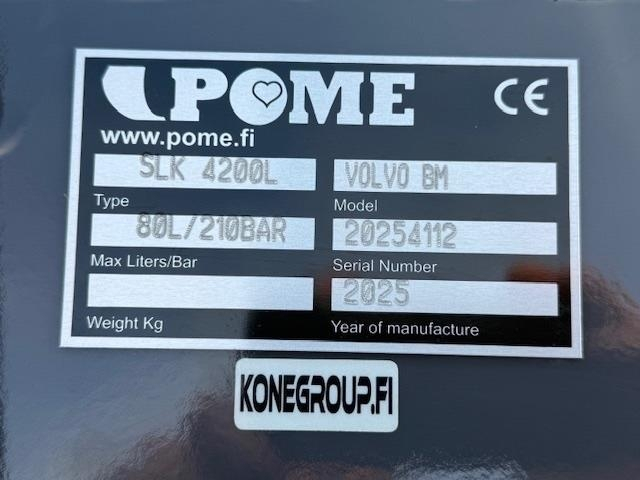 POME
CE
www.pome.fi
SLK 4200L
VOLVO BM
Type
Model
80L/210BAR
20254112
Max Liters/Bar
Serial Number
2025
Weight Kg
Year of manufacture
KONEGROUP.FI